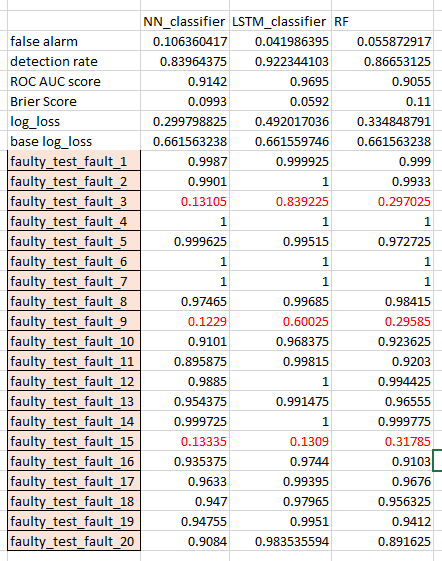 NN_classifier LSTM_classifier RF
false alarm 0.106360417 0.041986395 0.055872917
detection rate 0.83964375 0.922344103 0.86653125
ROC AUC score 0.9142 0.9695 0.9055
Brier Score 0.0993 0.0592 0.11
log_loss 0.299798825 0.492017036 0.334848791
base log_loss 0.661563238 0.661559746 0.661563238
faulty_test_fault_1 0.9987 0.999925 0.999
faulty_test_fault_2 0.9901 1 0.9933
faulty_test_fault_3 0.13105 0.839225 0.297025
faulty_test_fault_4 1 1 1
faulty_test_fault_5 0.999625 0.99515 0.972725
faulty_test_fault_6 1 1 1
faulty_test_fault_7 1 1 1
faulty_test_fault_8 0.97465 0.99685 0.98415
faulty_test_fault_9 0.1229 0.60025 0.29585
faulty_test_fault_10 0.9101 0.968375 0.923625
faulty_test_fault_11 0.895875 0.99815 0.9203
faulty_test_fault_12 0.9885 1 0.994425
faulty_test_fault_13 0.954375 0.991475 0.96555
faulty_test_fault_14 0.999725 1 0.999775
faulty_test_fault_15 0.13335 0.1309 0.31785
faulty_test_fault_16 0.935375 0.9744 0.9103
faulty_test_fault_17 0.9633 0.99395 0.9676
faulty_test_fault_18 0.947 0.97965 0.956325
faulty_test_fault_19 0.94755 0.9951 0.9412
faulty_test_fault_20 0.9084 0.983535594 0.891625